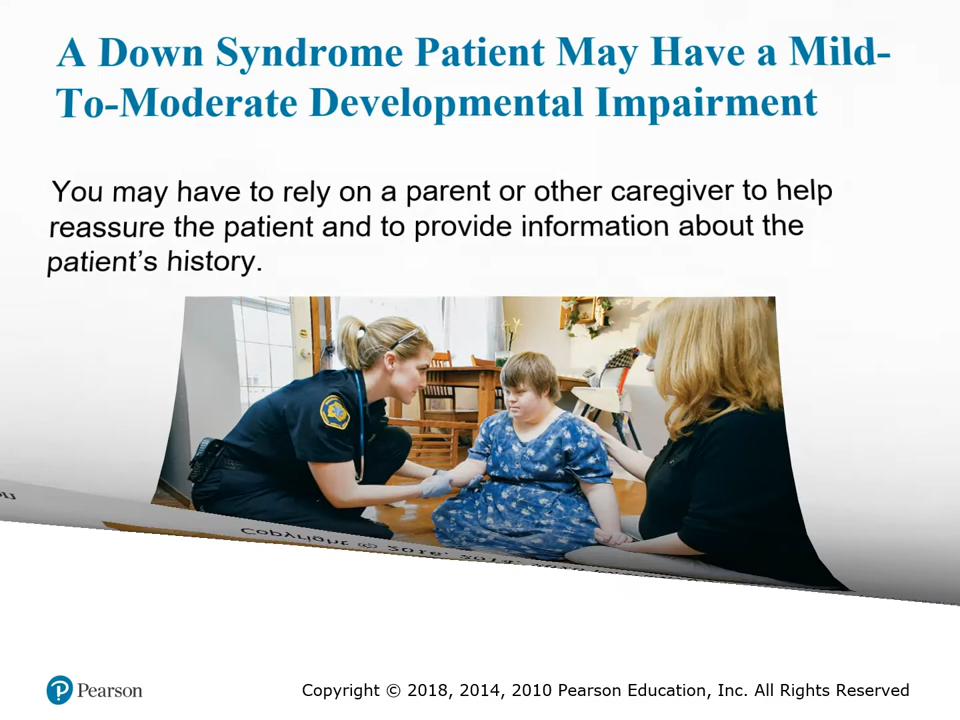 A Down Syndrome Patient May Have a Mild-
To-Moderate Developmental Impairment
You may have to rely on a parent or other caregiver to help
reassure the patient and to provide information about the
patient’s history.
Pearson
Copyright © 2018, 2014, 2010 Pearson Education, Inc. All Rights Reserved